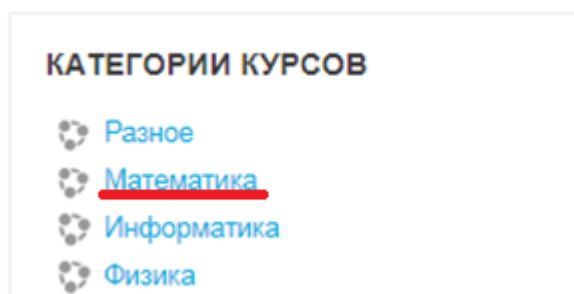 КАТЕГОРИИ КУРСОВ
Разное
Математика
Информатика
Физика